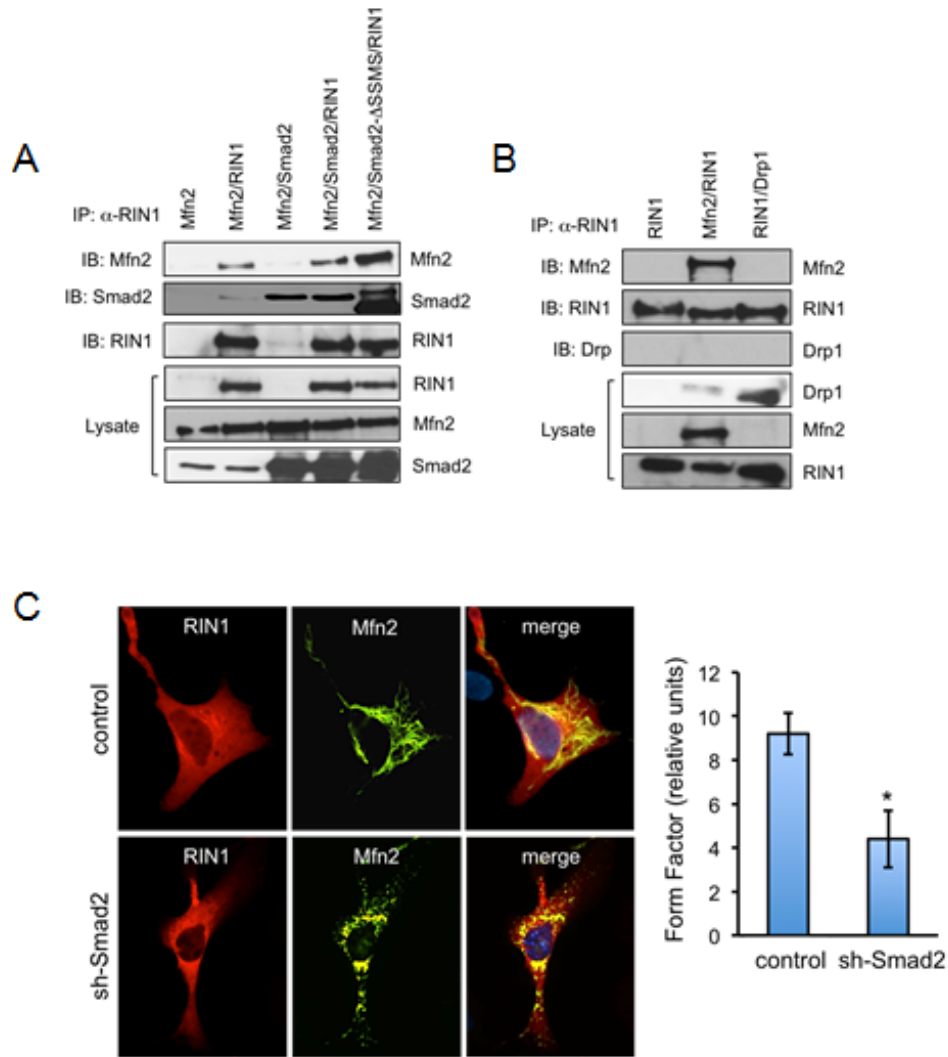 A
IP: α-RIN1
Mfn2
Mfn2/RIN1
Mfn2/Smad2
Mfn2/Smad2/RIN1
Mfn2/Smad2-ΔSSMS/RIN1
IB: Mfn2
Mfn2
IB: Smad2
Smad2
IB: RIN1
RIN1
Lysate
RIN1
Mfn2
Smad2
B
IP: α-RIN1
RIN1
Mfn2/RIN1
RIN1/Drp1
IB: Mfn2
Mfn2
IB: RIN1
RIN1
IB: Drp
Drp1
Lysate
Drp1
Mfn2
RIN1
C
control
RIN1
Mfn2
merge
sh-Smad2
RIN1
Mfn2
merge
Form Factor (relative units)
12
10
8
6
4
2
0
*
control
sh-Smad2